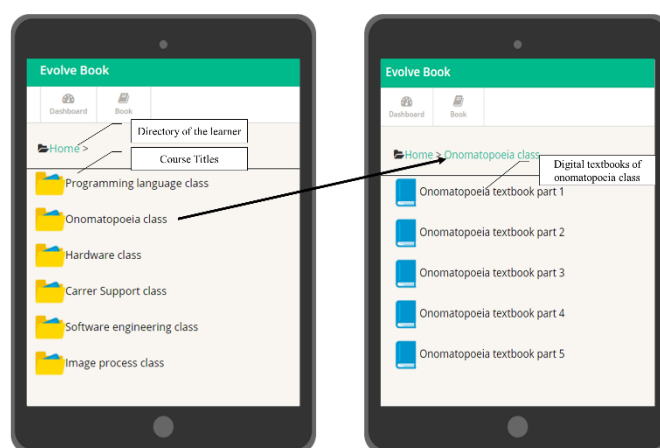 Evolve Book
Dashboard
Book
Home >
Directory of the learner
Course Titles
Programming language class
Onomatopoeia class
Hardware class
Carrer Support class
Software engineering class
Image process class
Evolve Book
Dashboard
Book
Home > Onomatopoeia class
Digital textbooks of
onomatopoeia class
Onomatopoeia textbook part 1
Onomatopoeia textbook part 2
Onomatopoeia textbook part 3
Onomatopoeia textbook part 4
Onomatopoeia textbook part 5